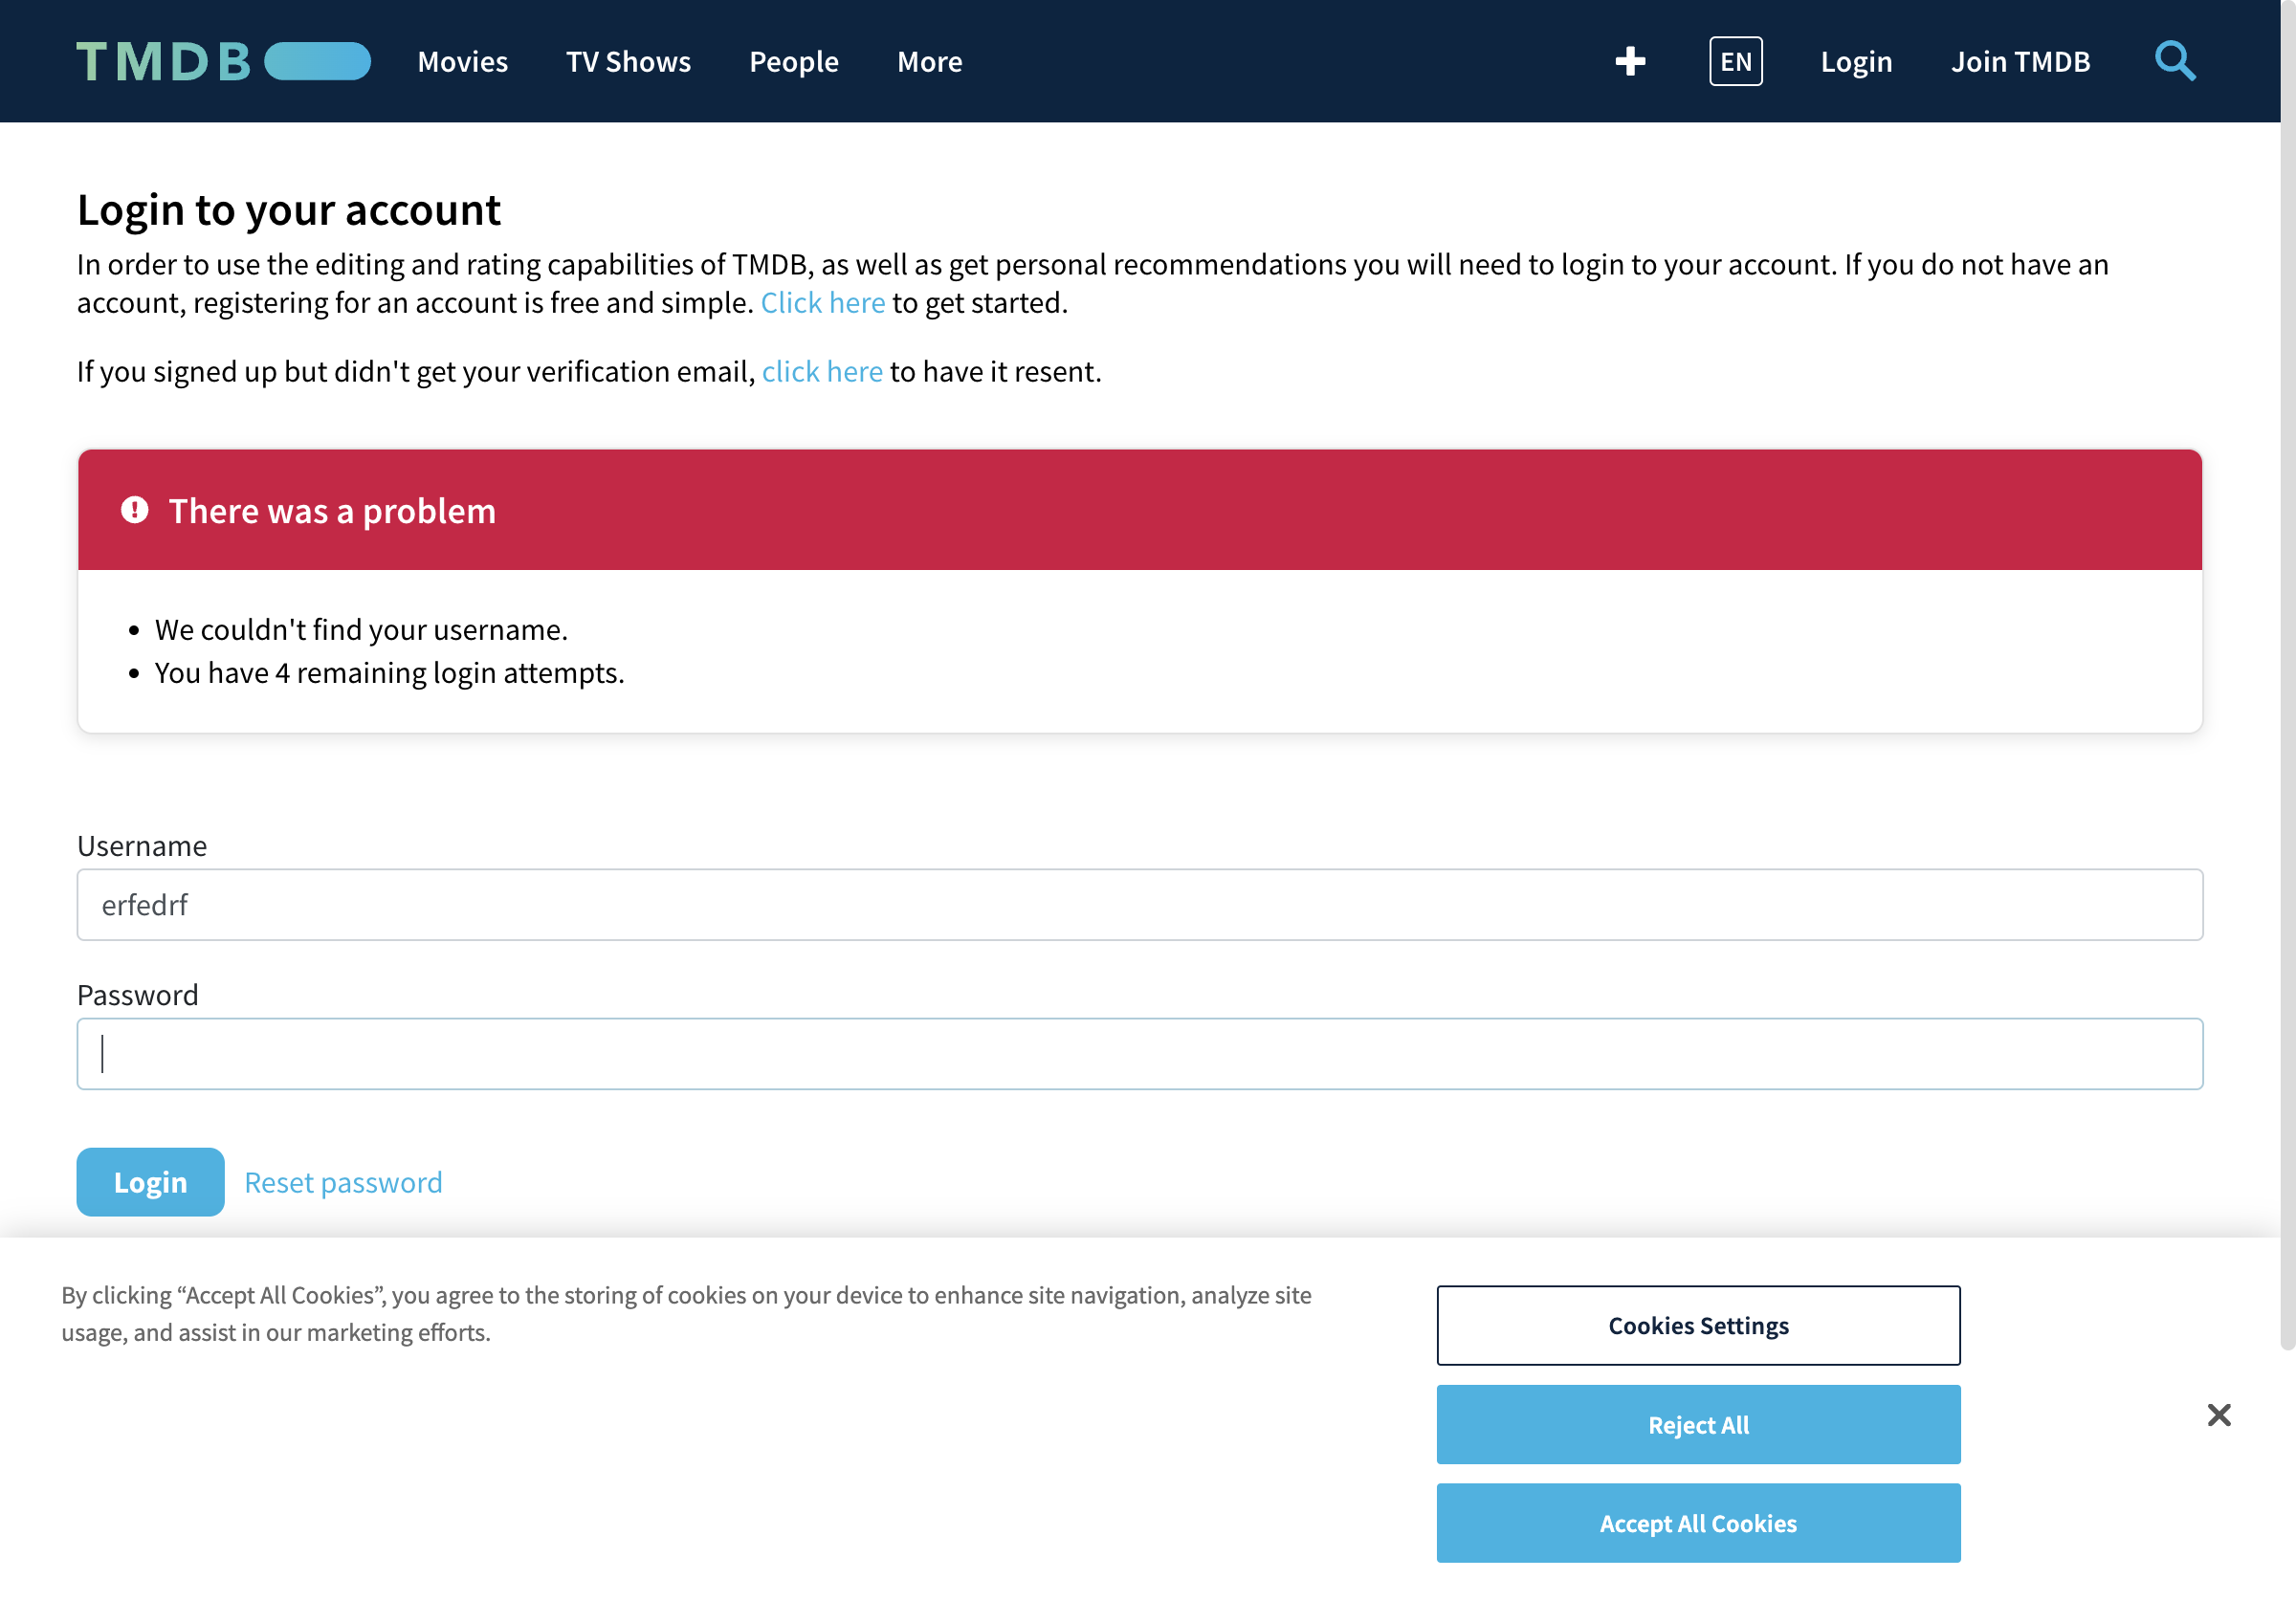 TMDB
Movies
TV Shows
People
More
EN
Login
Join TMDB
Login to your account
In order to use the editing and rating capabilities of TMDB, as well as get personal recommendations you will need to login to your account. If you do not have an
account, registering for an account is free and simple. Click here to get started.
If you signed up but didn't get your verification email, click here to have it resent.
There was a problem
• We couldn't find your username.
• You have 4 remaining login attempts.
Username
erfedrf
Password
Login
Reset password
By clicking “Accept All Cookies”, you agree to the storing of cookies on your device to enhance site navigation, analyze site
usage, and assist in our marketing efforts.
Cookies Settings
Reject All
Accept All Cookies